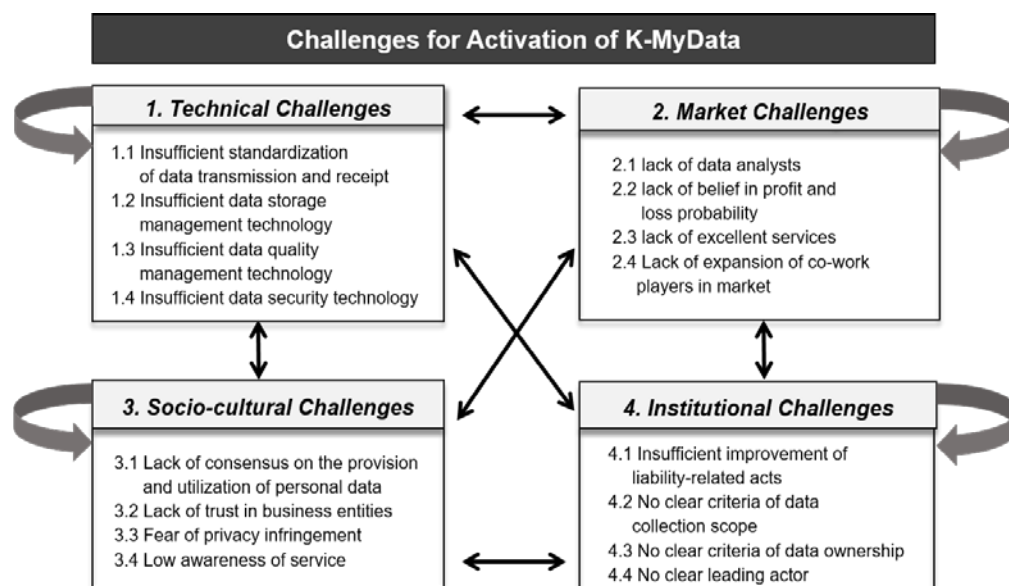 Challenges for Activation of K-MyData
1. Technical Challenges
1.1 Insufficient standardization
of data transmission and receipt
1.2 Insufficient data storage
management technology
1.3 Insufficient data quality
management technology
1.4 Insufficient data security technology
2. Market Challenges
2.1 lack of data analysts
2.2 lack of belief in profit and
loss probability
2.3 lack of excellent services
2.4 Lack of expansion of co-work
players in market
3. Socio-cultural Challenges
3.1 Lack of consensus on the provision
and utilization of personal data
3.2 Lack of trust in business entities
3.3 Fear of privacy infringement
3.4 Low awareness of service
4. Institutional Challenges
4.1 Insufficient improvement of
liability-related acts
4.2 No clear criteria of data
collection scope
4.3 No clear criteria of data ownership
4.4 No clear leading actor